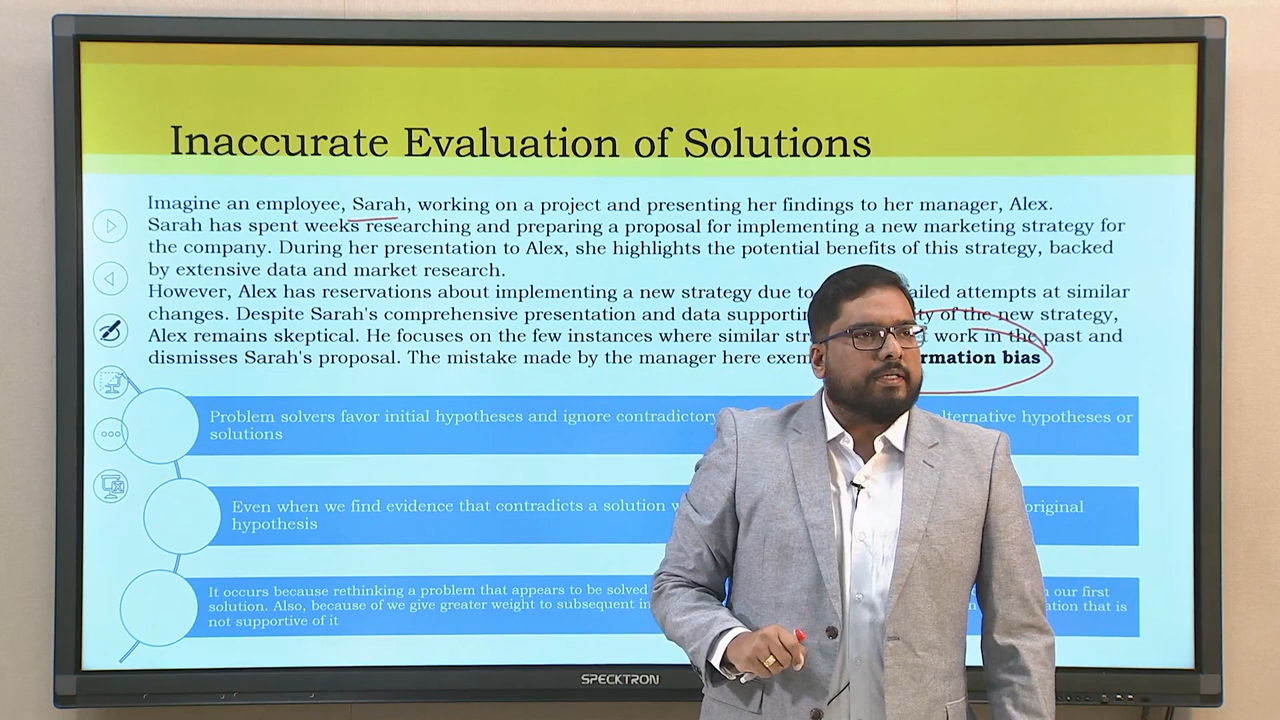 Inaccurate Evaluation of Solutions
Imagine an employee, Sarah, working on a project and presenting her findings to her manager, Alex.
Sarah has spent weeks researching and preparing a proposal for implementing a new marketing strategy for
the company. During her presentation to Alex, she highlights the potential benefits of this strategy, backed
by extensive data and market research.
However, Alex has reservations about implementing a new strategy due to attempts at similar
changes. Despite Sarah's comprehensive presentation and data of the new strategy,
Alex remains skeptical. He focuses on the few instances where similar work in the past and
dismisses Sarah's proposal. The mistake made by the manager here bias
Problem solvers favor initial hypotheses and ignore contradictory alternative hypotheses or
solutions
Even when we find evidence that contradicts a solution original
hypothesis
It occurs because rethinking a problem that appears to be solved our first
solution. Also, because of we give greater weight to subsequent that is
not supportive of it
SPECKTRON